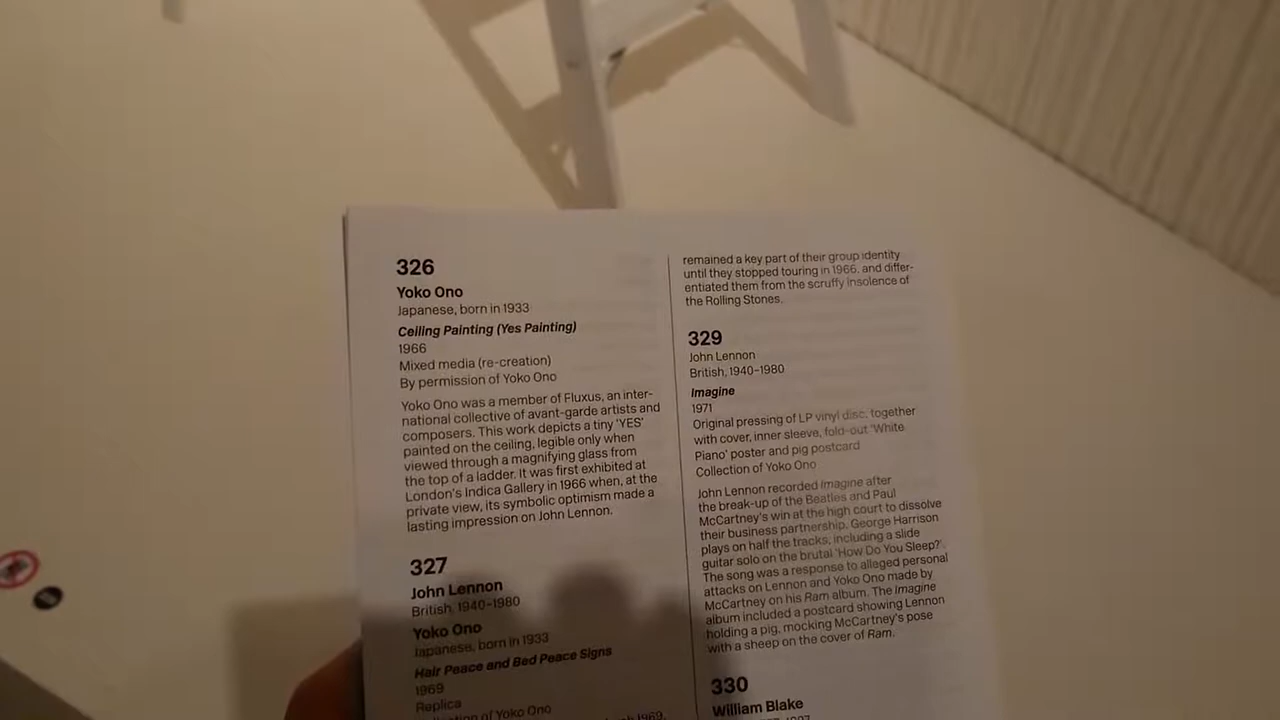 326
Yoko Ono
Japanese, born in 1933
Ceiling Painting (Yes Painting)
1966
Mixed media (re-creation)
By permission of Yoko Ono
Yoko Ono was a member of Fluxus, an inter-
national collective of avant-garde artists and
composers. This work depicts a tiny 'YES'
painted on the ceiling, legible only when
viewed through a magnifying glass from
the top of a ladder. It was first exhibited at
London's Indica Gallery in 1966 when, at the
private view, its symbolic optimism made a
lasting impression on John Lennon.
327
John Lennon
British, 1940–1980
Yoko Ono
Japanese, born in 1933
Hair Peace and Bed Peace Signs
1969
Replica
of Yoko Ono
1969,
remained a key part of their group identity
until they stopped touring in 1966, and differ-
entiated them from the scruffy insolence of
the Rolling Stones.
329
John Lennon
British, 1940–1980
Imagine
1971
Original pressing of LP vinyl disc, together
with cover, inner sleeve, fold-out 'White
Piano' poster and pig postcard
Collection of Yoko Ono
John Lennon recorded Imagine after
the break-up of the Beatles and Paul
McCartney's win at the high court to dissolve
their business partnership. George Harrison
plays on half the tracks, including a slide
guitar solo on the brutal 'How Do You Sleep?'.
The song was a response to alleged personal
attacks on Lennon and Yoko Ono made by
McCartney on his Ram album. The Imagine
album included a postcard showing Lennon
holding a pig, mocking McCartney's pose
with a sheep on the cover of Ram.
330
William Blake